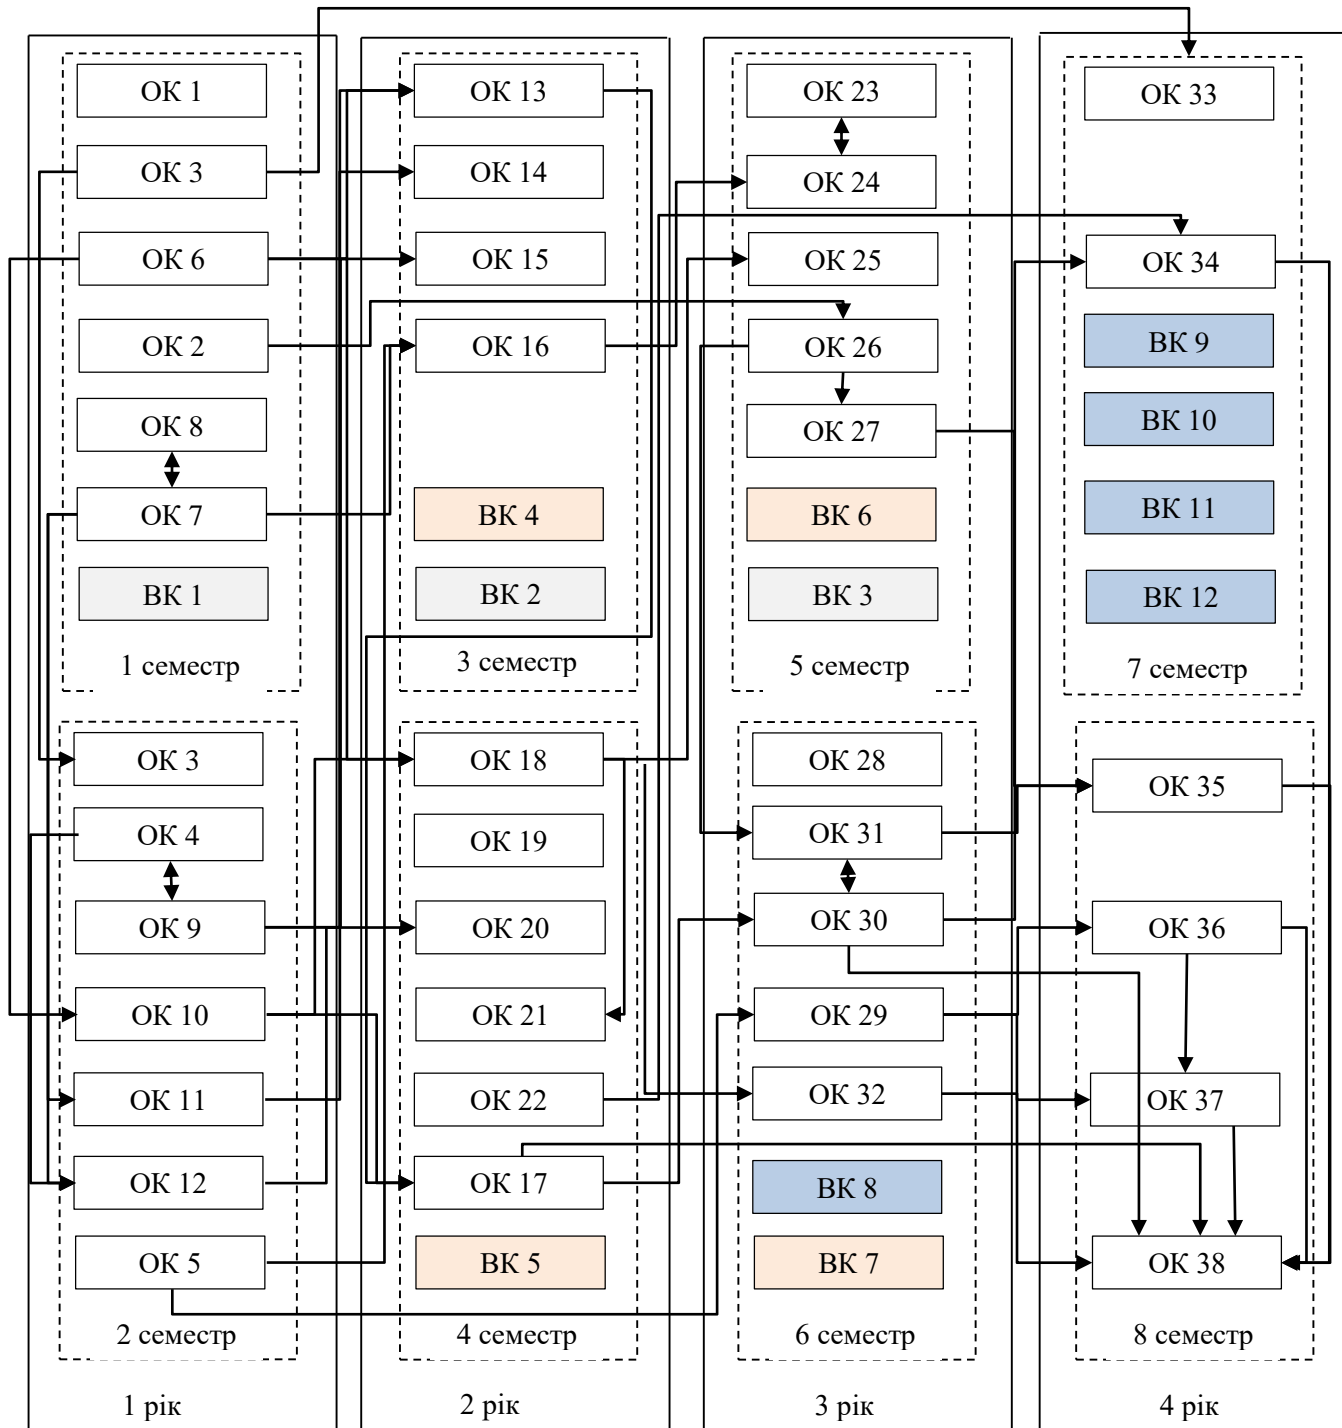 ОК 1
ОК 3
ОК 6
ОК 2
ОК 8
ОК 7
ВК 1
1 семестр
ОК 3
ОК 4
ОК 9
ОК 10
ОК 11
ОК 12
ОК 5
2 семестр
1 рік
ОК 13
ОК 14
ОК 15
ОК 16
ВК 4
ВК 2
3 семестр
ОК 18
ОК 19
ОК 20
ОК 21
ОК 22
ОК 17
ВК 5
4 семестр
2 рік
ОК 23
ОК 24
ОК 25
ОК 26
ОК 27
ВК 6
ВК 3
5 семестр
ОК 28
ОК 31
ОК 30
ОК 29
ОК 32
ВК 8
ВК 7
6 семестр
3 рік
ОК 33
ОК 34
ВК 9
ВК 10
ВК 11
ВК 12
7 семестр
ОК 35
ОК 36
ОК 37
ОК 38
8 семестр
4 рік